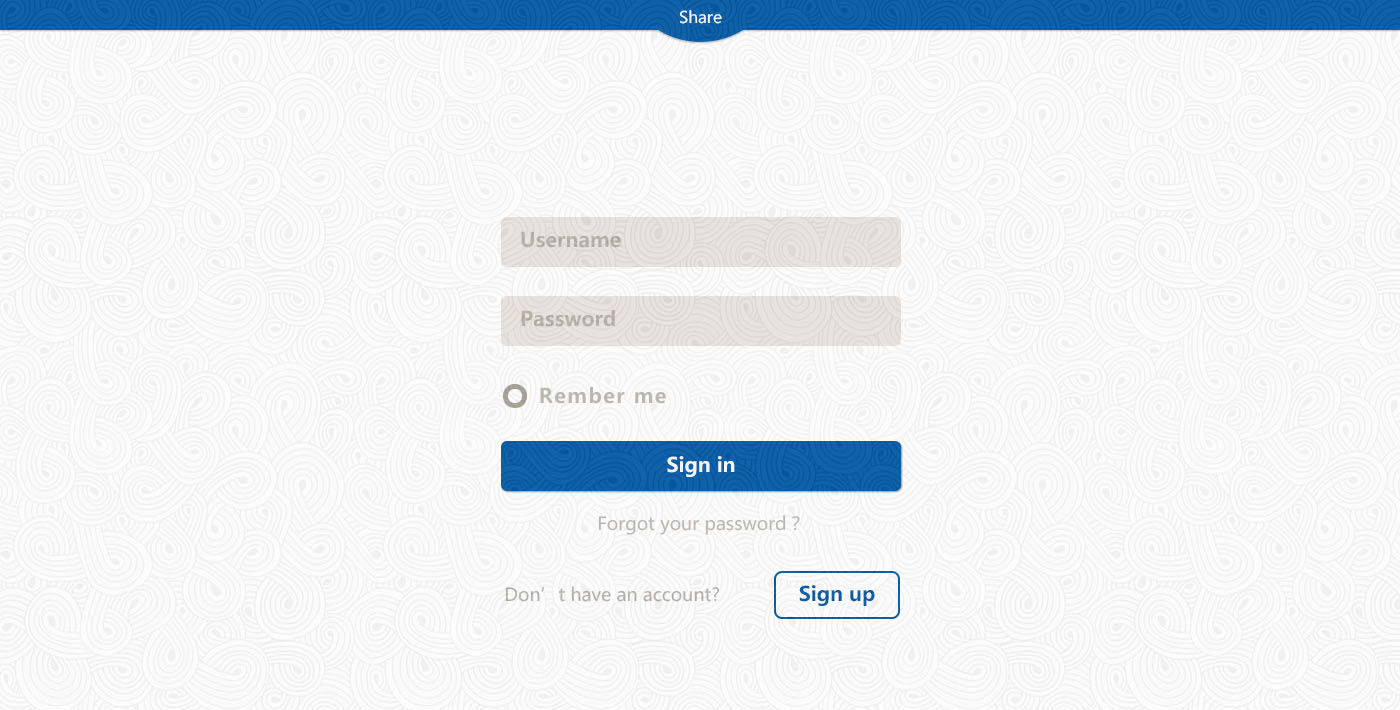 Share
Username
Password
Rember me
Sign in
Forgot your password ?
Don’ t have an account?
Sign up